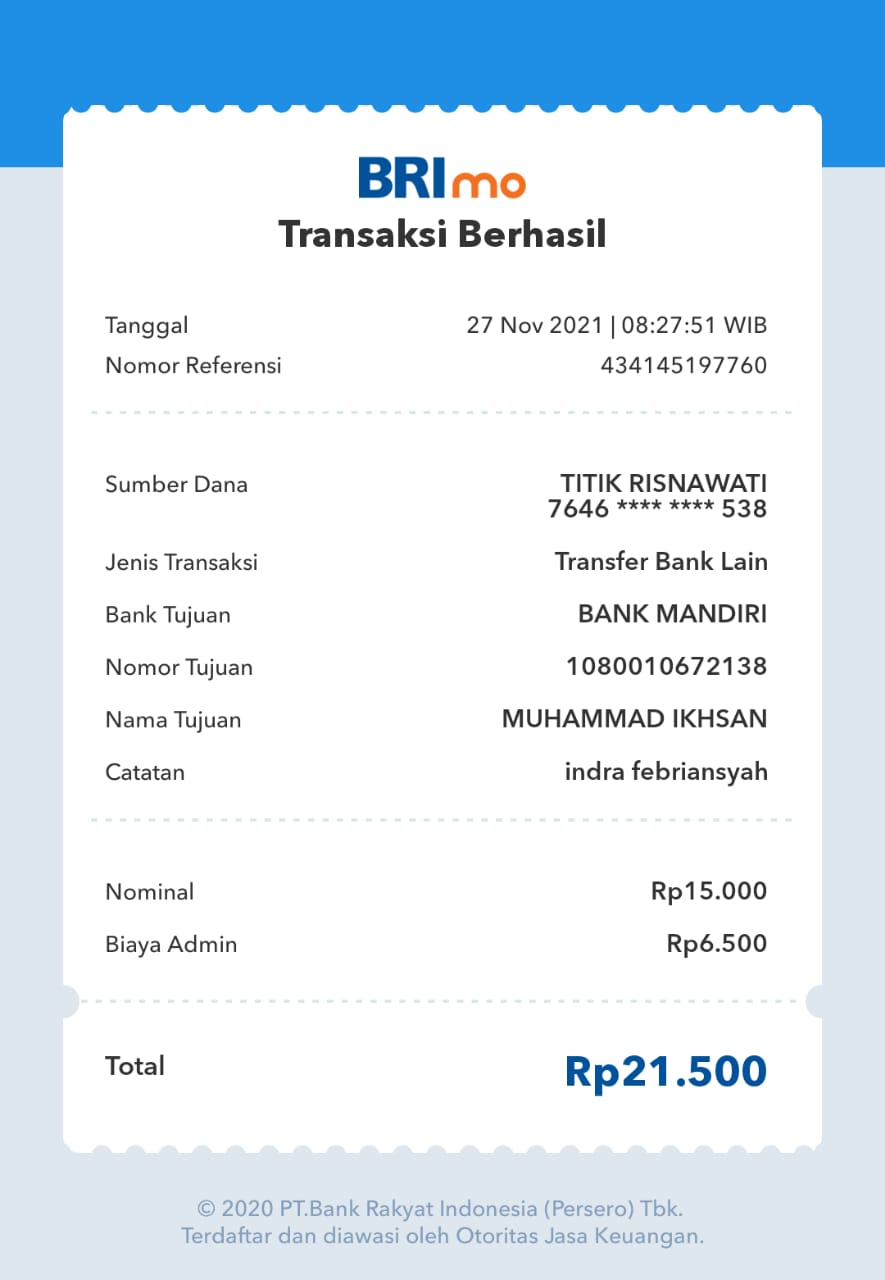 BRImo
Transaksi Berhasil
Tanggal 27 Nov 2021 | 08:27:51 WIB
Nomor Referensi 434145197760
Sumber Dana TITIK RISNAWATI
7646 **** **** 538
Jenis Transaksi Transfer Bank Lain
Bank Tujuan BANK MANDIRI
Nomor Tujuan 1080010672138
Nama Tujuan MUHAMMAD IKHSAN
Catatan indra febriansyah
Nominal Rp15.000
Biaya Admin Rp6.500
Total Rp21.500
© 2020 PT.Bank Rakyat Indonesia (Persero) Tbk.
Terdaftar dan diawasi oleh Otoritas Jasa Keuangan.